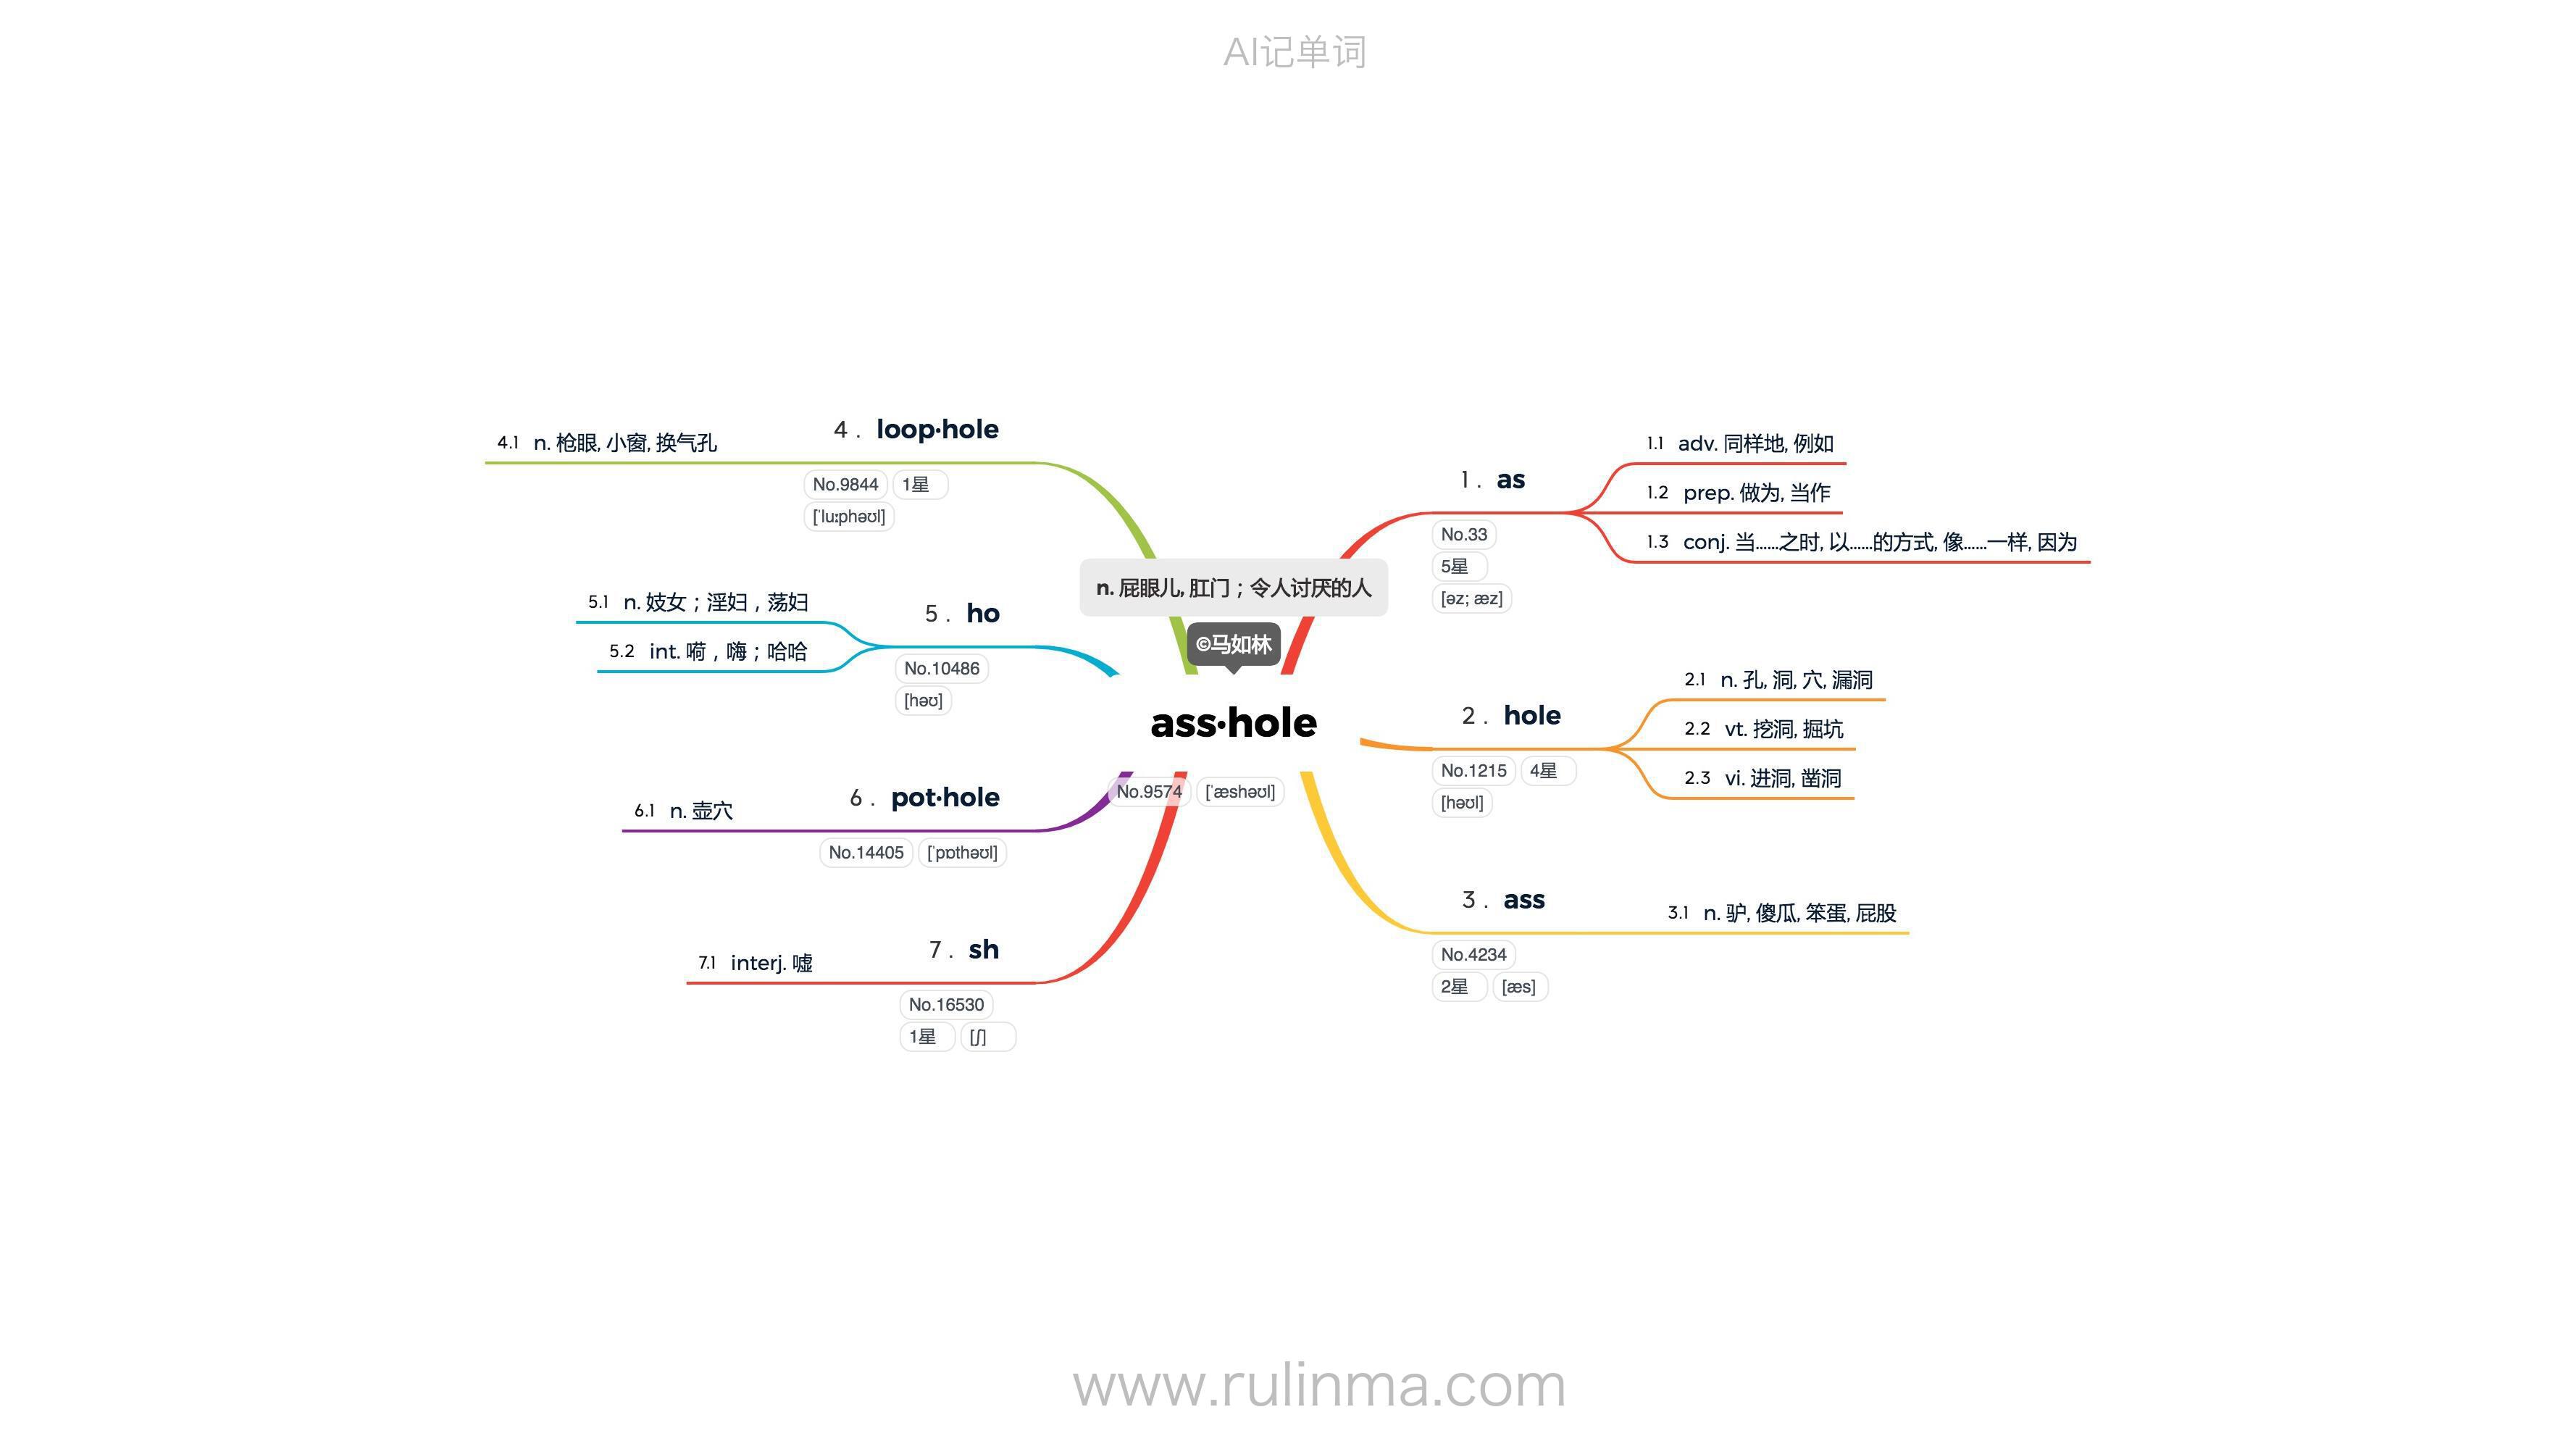 AI记单词
n. 屁眼儿, 肛门；令人讨厌的人
©马如林
ass·hole
No.9574 [ˈæshəʊl]
1. as
No.33
5星
[əz; æz]
1.1 adv. 同样地, 例如
1.2 prep. 做为, 当作
1.3 conj. 当……之时, 以……的方式, 像……一样, 因为
2. hole
No.1215 4星
[həʊl]
2.1 n. 孔, 洞, 穴, 漏洞
2.2 vt. 挖洞, 掘坑
2.3 vi. 进洞, 凿洞
3. ass
No.4234
2星 [æs]
3.1 n. 驴, 傻瓜, 笨蛋, 屁股
4. loop·hole
No.9844 1星
[ˈluːphəʊl]
4.1 n. 枪眼, 小窗, 换气孔
5. ho
No.10486
[həʊ]
5.1 n. 妓女；淫妇，荡妇
5.2 int. 嗬，嗨；哈哈
6. pot·hole
No.14405 [ˈpɒthəʊl]
6.1 n. 壶穴
7. sh
No.16530
1星 [ʃ]
7.1 interj. 嘘
www.rulinma.com